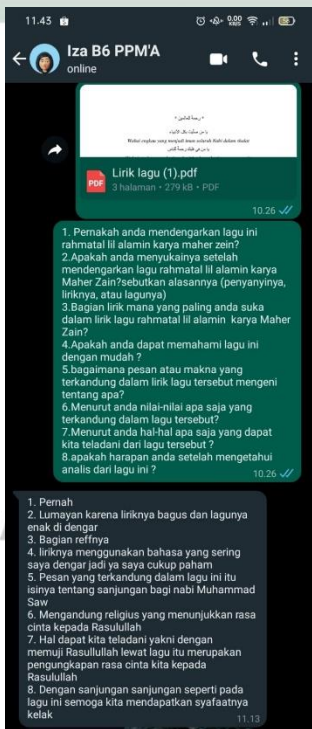 11.43
0.00
KB/S
Iza B6 PPM'A
online
* رحمة للعالمين *
Lirik lagu (1).pdf
PDF
3 halaman • 279 kB • PDF
10.26
1. Pernakah anda mendengarkan lagu ini
rahmatal lil alamin karya maher zein?
2.Apakah anda menyukainya setelah
mendengarkan lagu rahmatal lil alamin karya
Maher Zain?sebutkan alasannya (penyanyinya,
liriknya, atau lagunya)
3.Bagian lirik mana yang paling anda suka
dalam lirik lagu rahmatal lil alamin  karya Maher
Zain?
4.Apakah anda dapat memahami lagu ini
dengan mudah ?
5.bagaimana pesan atau makna yang
terkandung dalam lirik lagu tersebut mengeni
tentang apa?
6.Menurut anda nilai-nilai apa saja yang
terkandung dalam lagu tersebut?
7.Menurut anda hal-hal apa saja yang dapat
kita teladani dari lagu tersebut ?
8.apakah harapan anda setelah mengetahui
analis dari lagu ini ?
10.26
1. Pernah
2. Lumayan karena liriknya bagus dan lagunya
enak di dengar
3. Bagian reffnya
4. liriknya menggunakan bahasa yang sering
saya dengar jadi ya saya cukup paham
5. Pesan yang terkandung dalam lagu ini itu
isinya tentang sanjungan bagi nabi Muhammad
Saw
6. Mengandung religius yang menunjukkan rasa
cinta kepada Rasulullah
7. Hal dapat kita teladani yakni dengan
memuji Rasullullah lewat lagu itu merupakan
pengungkapan rasa cinta kita kepada
Rasulullah
8. Dengan sanjungan sanjungan seperti pada
lagu ini semoga kita mendapatkan syafaatnya
kelak
11.13